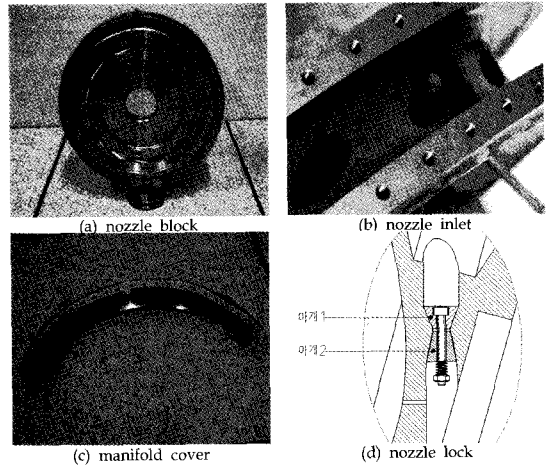 (a) nozzle block
(b) nozzle inlet
마개1
마개2
(c) manifold cover
(d) nozzle lock